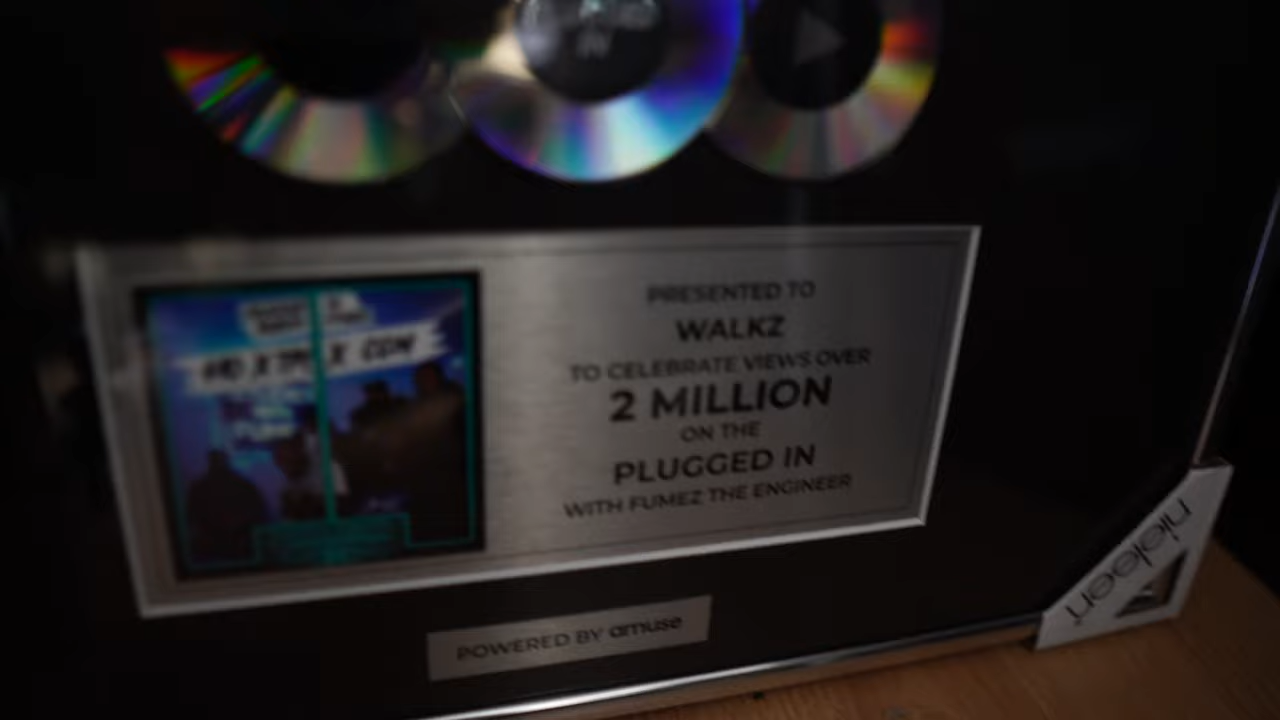 PRESENTED TO
WALKZ
TO CELEBRATE VIEWS OVER
2 MILLION
ON THE
PLUGGED IN
WITH FUMEZ THE ENGINEER
POWERED BY amuse
nielsen